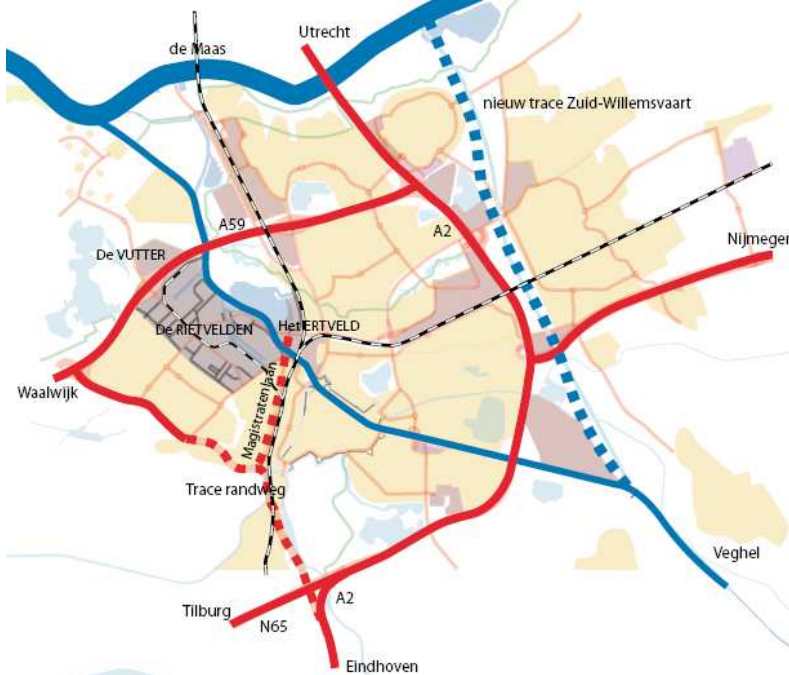 Utrecht
de Maas
nieuw trace Zuid-Willemsvaart
A59
A2
Nijmegen
De VUTTER
De RIETVELDEN
Het ERTVELD
Waalwijk
Magistratenlaan
Trace randweg
Veghel
Tilburg
A2
N65
Eindhoven